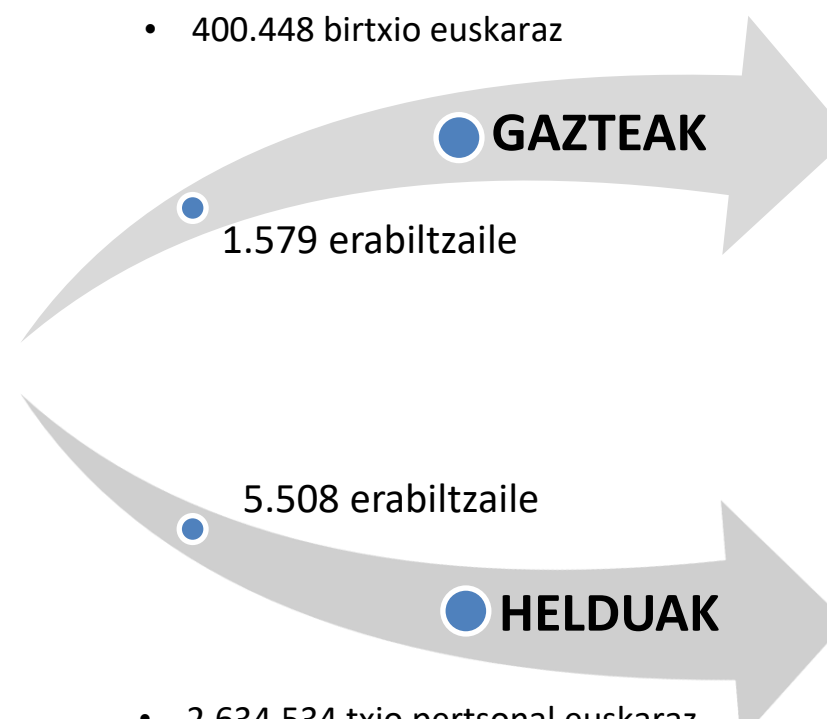 • 400.448 birtxio euskaraz
GAZTEAK
1.579 erabiltzaile
5.508 erabiltzaile
HELDUAK
• 2.634.534 txio pertsonal euskaraz